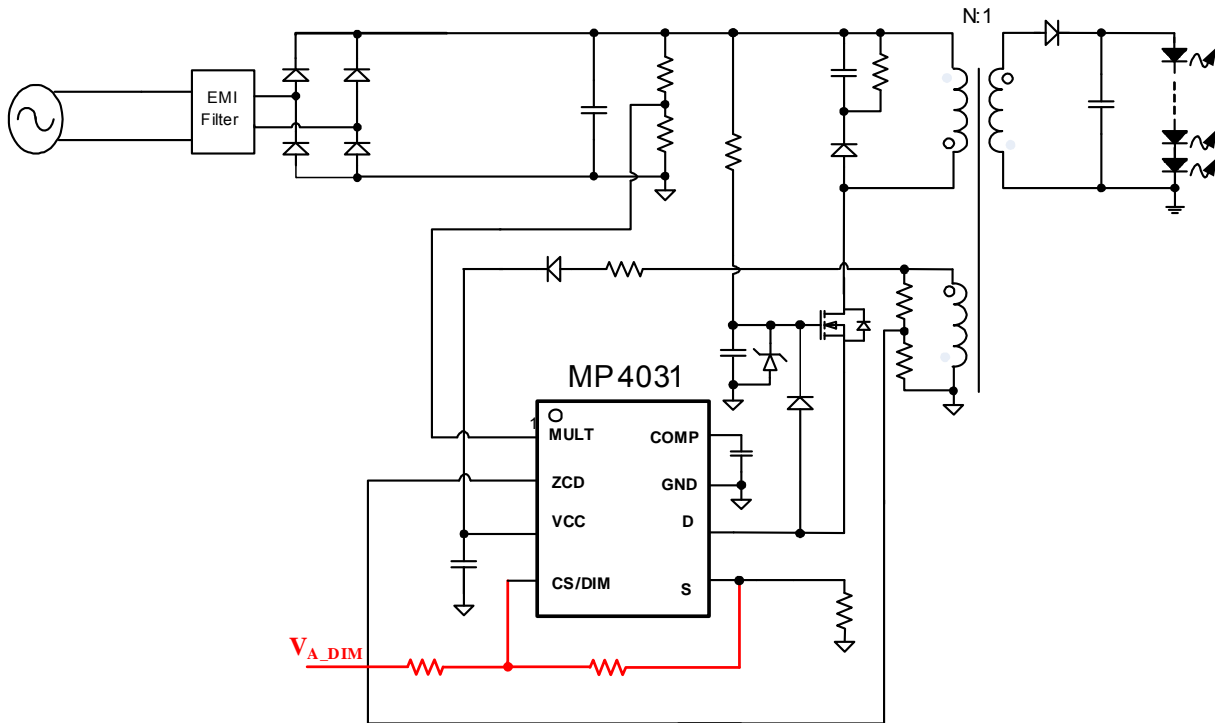 N:1
EMI
Filter
MP4031
1
MULT
COMP
ZCD
GND
VCC
D
CS/DIM
S
VA_DIM